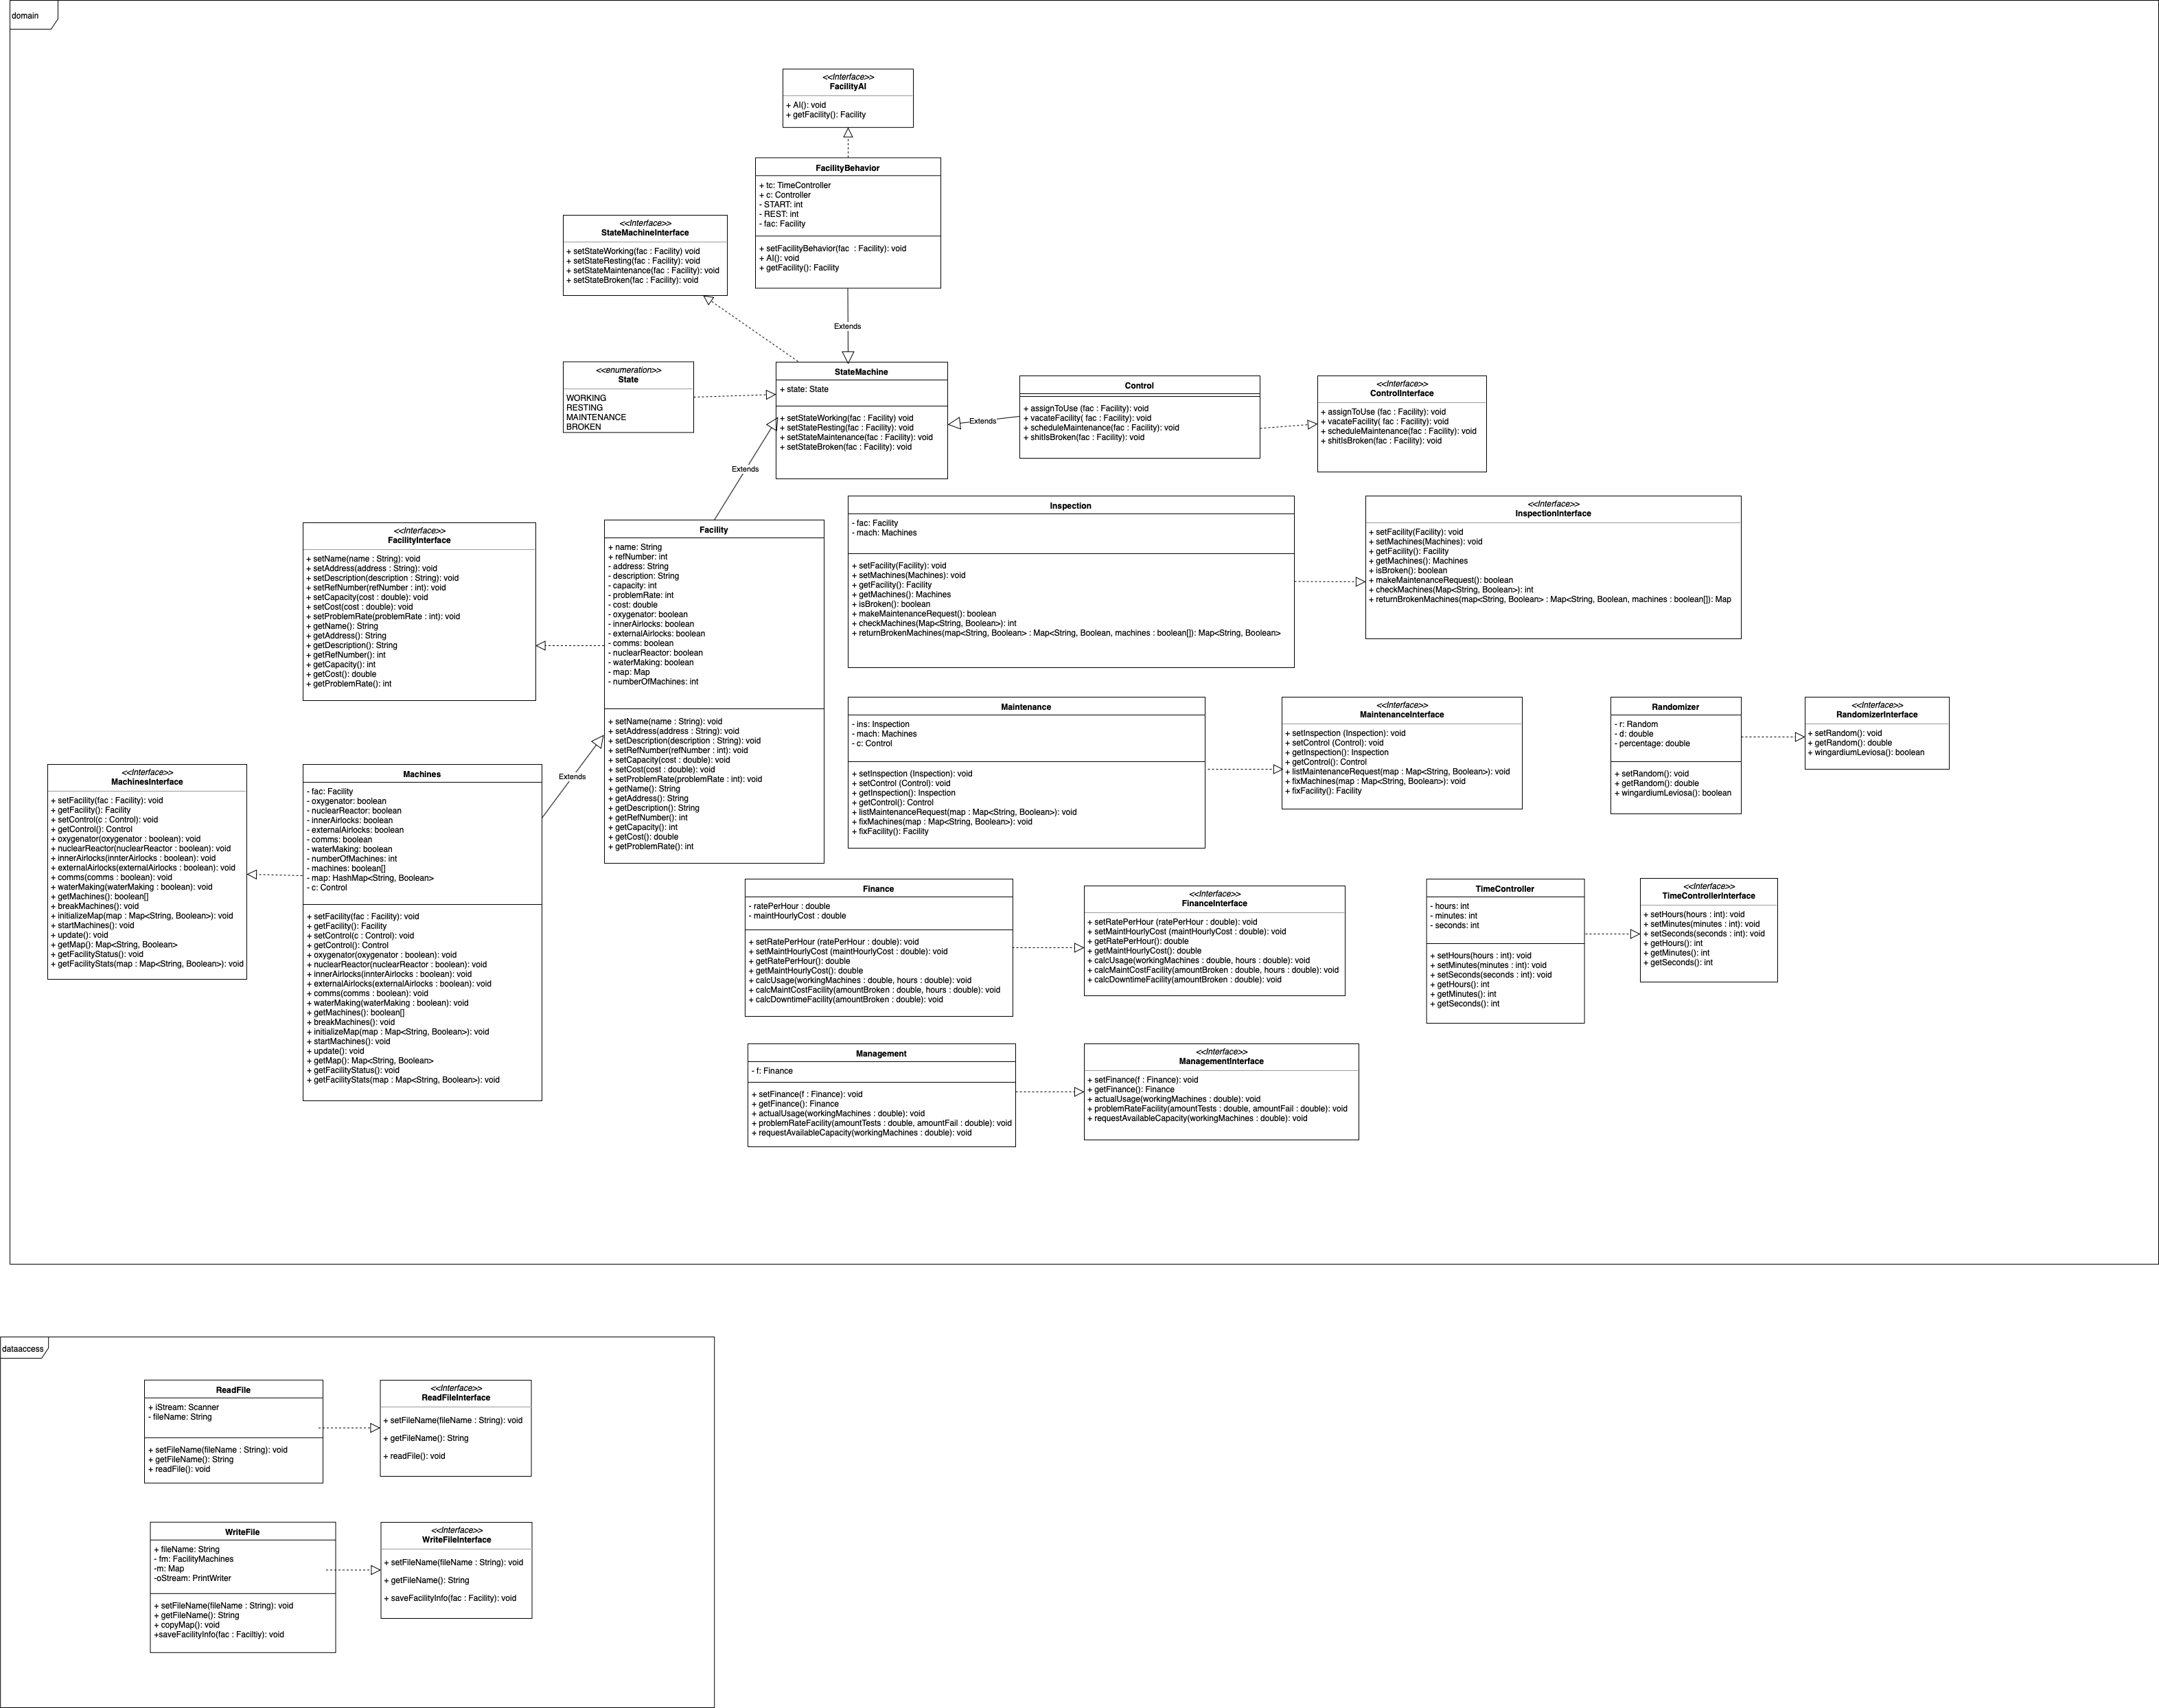 domain
<<Interface>>
FacilityAI
+ AI(): void
+ getFacility(): Facility
FacilityBehavior
+ tc: TimeController
+ c: Controller
- START: int
- REST: int
- fac: Facility
+ setFacilityBehavior(fac  : Facility): void
+ AI(): void
+ getFacility(): Facility
<<Interface>>
StateMachineInterface
+ setStateWorking(fac : Facility) void
+ setStateResting(fac : Facility): void
+ setStateMaintenance(fac : Facility): void
+ setStateBroken(fac : Facility): void
Extends
<<enumeration>>
State
WORKING
RESTING
MAINTENANCE
BROKEN
StateMachine
+ state: State
+ setStateWorking(fac : Facility) void
+ setStateResting(fac : Facility): void
+ setStateMaintenance(fac : Facility): void
+ setStateBroken(fac : Facility): void
Extends
Control
+ assignToUse (fac : Facility): void
+ vacateFacility( fac : Facility): void
+ scheduleMaintenance(fac : Facility): void
+ shitIsBroken(fac : Facility): void
<<Interface>>
ControlInterface
+ assignToUse (fac : Facility): void
+ vacateFacility( fac : Facility): void
+ scheduleMaintenance(fac : Facility): void
+ shitIsBroken(fac : Facility): void
Extends
<<Interface>>
FacilityInterface
+ setName(name : String): void
+ setAddress(address : String): void
+ setDescription(description : String): void
+ setRefNumber(refNumber : int): void
+ setCapacity(cost : double): void
+ setCost(cost : double): void
+ setProblemRate(problemRate : int): void
+ getName(): String
+ getAddress(): String
+ getDescription(): String
+ getRefNumber(): int
+ getCapacity(): int
+ getCost(): double
+ getProblemRate(): int
Facility
+ name: String
+ refNumber: int
- address: String
- description: String
- capacity: int
- problemRate: int
- cost: double
- oxygenator: boolean
- innerAirlocks: boolean
- externalAirlocks: boolean
- comms: boolean
- nuclearReactor: boolean
- waterMaking: boolean
- map: Map
- numberOfMachines: int
+ setName(name : String): void
+ setAddress(address : String): void
+ setDescription(description : String): void
+ setRefNumber(refNumber : int): void
+ setCapacity(cost : double): void
+ setCost(cost : double): void
+ setProblemRate(problemRate : int): void
+ getName(): String
+ getAddress(): String
+ getDescription(): String
+ getRefNumber(): int
+ getCapacity(): int
+ getCost(): double
+ getProblemRate(): int
Inspection
- fac: Facility
- mach: Machines
+ setFacility(Facility): void
+ setMachines(Machines): void
+ getFacility(): Facility
+ getMachines(): Machines
+ isBroken(): boolean
+ makeMaintenanceRequest(): boolean
+ checkMachines(Map<String, Boolean>): int
+ returnBrokenMachines(map<String, Boolean> : Map<String, Boolean, machines : boolean[]): Map<String, Boolean>
<<Interface>>
InspectionInterface
+ setFacility(Facility): void
+ setMachines(Machines): void
+ getFacility(): Facility
+ getMachines(): Machines
+ isBroken(): boolean
+ makeMaintenanceRequest(): boolean
+ checkMachines(Map<String, Boolean>): int
+ returnBrokenMachines(map<String, Boolean> : Map<String, Boolean, machines : boolean[]): Map
Maintenance
- ins: Inspection
- mach: Machines
- c: Control
+ setInspection (Inspection): void
+ setControl (Control): void
+ getInspection(): Inspection
+ getControl(): Control
+ listMaintenanceRequest(map : Map<String, Boolean>): void
+ fixMachines(map : Map<String, Boolean>): void
+ fixFacility(): Facility
<<Interface>>
MaintenanceInterface
+ setInspection (Inspection): void
+ setControl (Control): void
+ getInspection(): Inspection
+ getControl(): Control
+ listMaintenanceRequest(map : Map<String, Boolean>): void
+ fixMachines(map : Map<String, Boolean>): void
+ fixFacility(): Facility
Randomizer
- r: Random
- d: double
- percentage: double
+ setRandom(): void
+ getRandom(): double
+ wingardiumLeviosa(): boolean
<<Interface>>
RandomizerInterface
+ setRandom(): void
+ getRandom(): double
+ wingardiumLeviosa(): boolean
<<Interface>>
MachinesInterface
+ setFacility(fac : Facility): void
+ getFacility(): Facility
+ setControl(c : Control): void
+ getControl(): Control
+ oxygenator(oxygenator : boolean): void
+ nuclearReactor(nuclearReactor : boolean): void
+ innerAirlocks(innterAirlocks : boolean): void
+ externalAirlocks(externalAirlocks : boolean): void
+ comms(comms : boolean): void
+ waterMaking(waterMaking : boolean): void
+ getMachines(): boolean[]
+ breakMachines(): void
+ initializeMap(map : Map<String, Boolean>): void
+ startMachines(): void
+ update(): void
+ getMap(): Map<String, Boolean>
+ getFacilityStatus(): void
+ getFacilityStats(map : Map<String, Boolean>): void
Machines
- fac: Facility
- oxygenator: boolean
- nuclearReactor: boolean
- innerAirlocks: boolean
- externalAirlocks: boolean
- comms: boolean
- waterMaking: boolean
- numberOfMachines: int
- machines: boolean[]
- map: HashMap<String, Boolean>
- c: Control
+ setFacility(fac : Facility): void
+ getFacility(): Facility
+ setControl(c : Control): void
+ getControl(): Control
+ oxygenator(oxygenator : boolean): void
+ nuclearReactor(nuclearReactor : boolean): void
+ innerAirlocks(innterAirlocks : boolean): void
+ externalAirlocks(externalAirlocks : boolean): void
+ comms(comms : boolean): void
+ waterMaking(waterMaking : boolean): void
+ getMachines(): boolean[]
+ breakMachines(): void
+ initializeMap(map : Map<String, Boolean>): void
+ startMachines(): void
+ update(): void
+ getMap(): Map<String, Boolean>
+ getFacilityStatus(): void
+ getFacilityStats(map : Map<String, Boolean>): void
Extends
Finance
- ratePerHour : double
- maintHourlyCost : double
+ setRatePerHour (ratePerHour : double): void
+ setMaintHourlyCost (maintHourlyCost : double): void
+ getRatePerHour(): double
+ getMaintHourlyCost(): double
+ calcUsage(workingMachines : double, hours : double): void
+ calcMaintCostFacility(amountBroken : double, hours : double): void
+ calcDowntimeFacility(amountBroken : double): void
<<Interface>>
FinanceInterface
+ setRatePerHour (ratePerHour : double): void
+ setMaintHourlyCost (maintHourlyCost : double): void
+ getRatePerHour(): double
+ getMaintHourlyCost(): double
+ calcUsage(workingMachines : double, hours : double): void
+ calcMaintCostFacility(amountBroken : double, hours : double): void
+ calcDowntimeFacility(amountBroken : double): void
TimeController
- hours: int
- minutes: int
- seconds: int
+ setHours(hours : int): void
+ setMinutes(minutes : int): void
+ setSeconds(seconds : int): void
+ getHours(): int
+ getMinutes(): int
+ getSeconds(): int
<<Interface>>
TimeControllerInterface
+ setHours(hours : int): void
+ setMinutes(minutes : int): void
+ setSeconds(seconds : int): void
+ getHours(): int
+ getMinutes(): int
+ getSeconds(): int
Management
- f: Finance
+ setFinance(f : Finance): void
+ getFinance(): Finance
+ actualUsage(workingMachines : double): void
+ problemRateFacility(amountTests : double, amountFail : double): void
+ requestAvailableCapacity(workingMachines : double): void
<<Interface>>
ManagementInterface
+ setFinance(f : Finance): void
+ getFinance(): Finance
+ actualUsage(workingMachines : double): void
+ problemRateFacility(amountTests : double, amountFail : double): void
+ requestAvailableCapacity(workingMachines : double): void
dataaccess
ReadFile
+ iStream: Scanner
- fileName: String
+ setFileName(fileName : String): void
+ getFileName(): String
+ readFile(): void
<<Interface>>
ReadFileInterface
+ setFileName(fileName : String): void
+ getFileName(): String
+ readFile(): void
WriteFile
+ fileName: String
- fm: FacilityMachines
-m: Map
-oStream: PrintWriter
+ setFileName(fileName : String): void
+ getFileName(): String
+ copyMap(): void
+saveFacilityInfo(fac : Faciltiy): void
<<Interface>>
WriteFileInterface
+ setFileName(fileName : String): void
+ getFileName(): String
+ saveFacilityInfo(fac : Facility): void